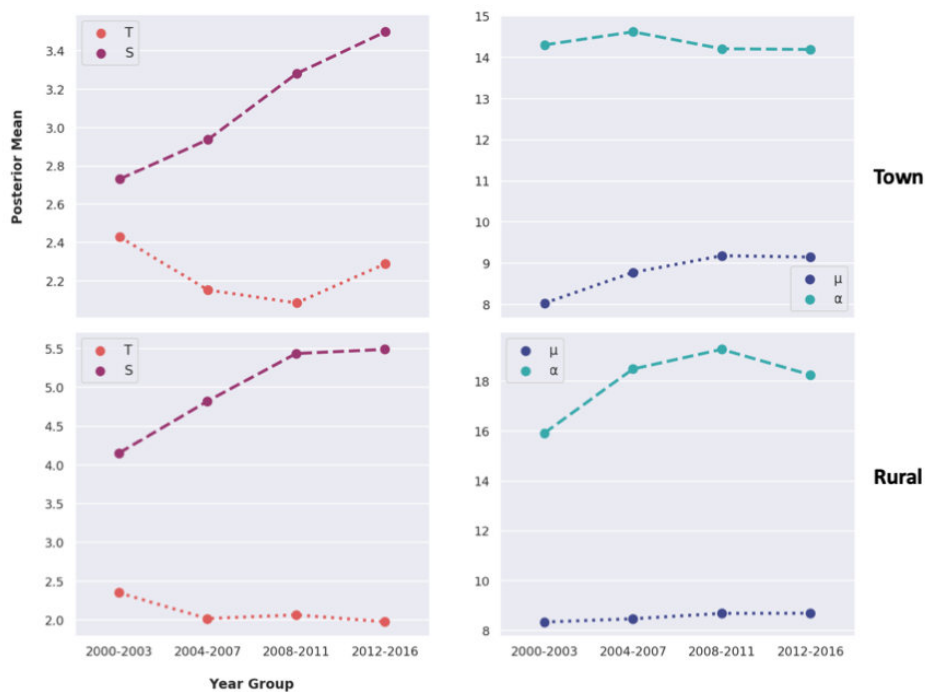 T
S
3.4
3.2
3.0
2.8
2.6
2.4
2.2
Posterior Mean
15
14
13
12
11
10
9
8
μ
α
Town
T
S
5.5
5.0
4.5
4.0
3.5
3.0
2.5
2.0
2000-2003 2004-2007 2008-2011 2012-2016
Year Group
μ
α
18
16
14
12
10
8
2000-2003 2004-2007 2008-2011 2012-2016
Rural